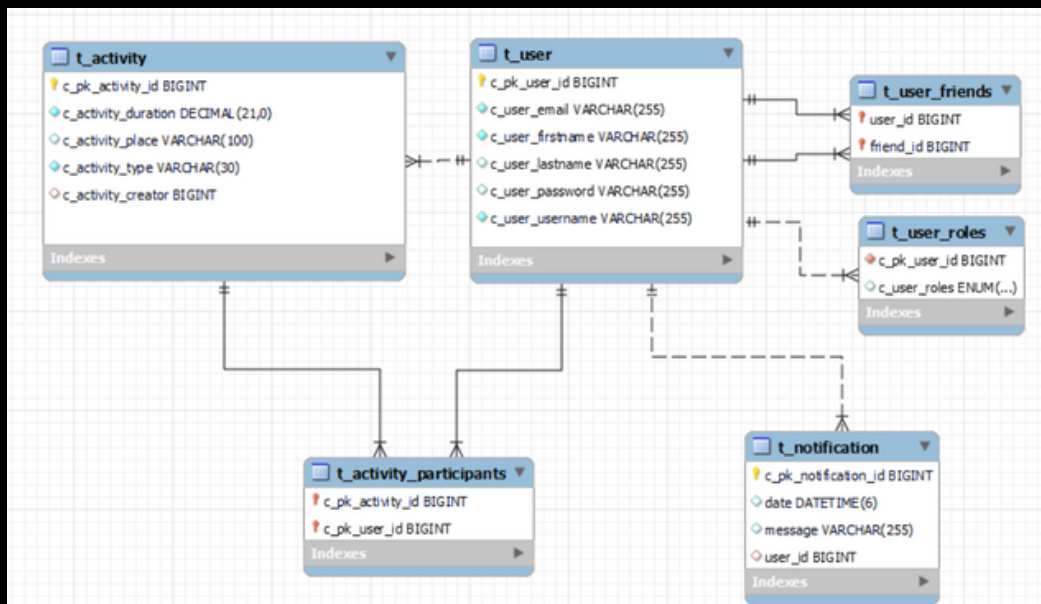 t_activity
c_pk_activity_id BIGINT
c_activity_duration DECIMAL(21,0)
c_activity_place VARCHAR(100)
c_activity_type VARCHAR(30)
c_activity_creator BIGINT
Indexes
t_user
c_pk_user_id BIGINT
c_user_email VARCHAR(255)
c_user_firstname VARCHAR(255)
c_user_lastname VARCHAR(255)
c_user_password VARCHAR(255)
c_user_username VARCHAR(255)
Indexes
t_user_friends
user_id BIGINT
friend_id BIGINT
Indexes
t_user_roles
c_pk_user_id BIGINT
c_user_roles ENUM(...)
Indexes
t_activity_participants
c_pk_activity_id BIGINT
c_pk_user_id BIGINT
Indexes
t_notification
c_pk_notification_id BIGINT
date DATETIME(6)
message VARCHAR(255)
user_id BIGINT
Indexes